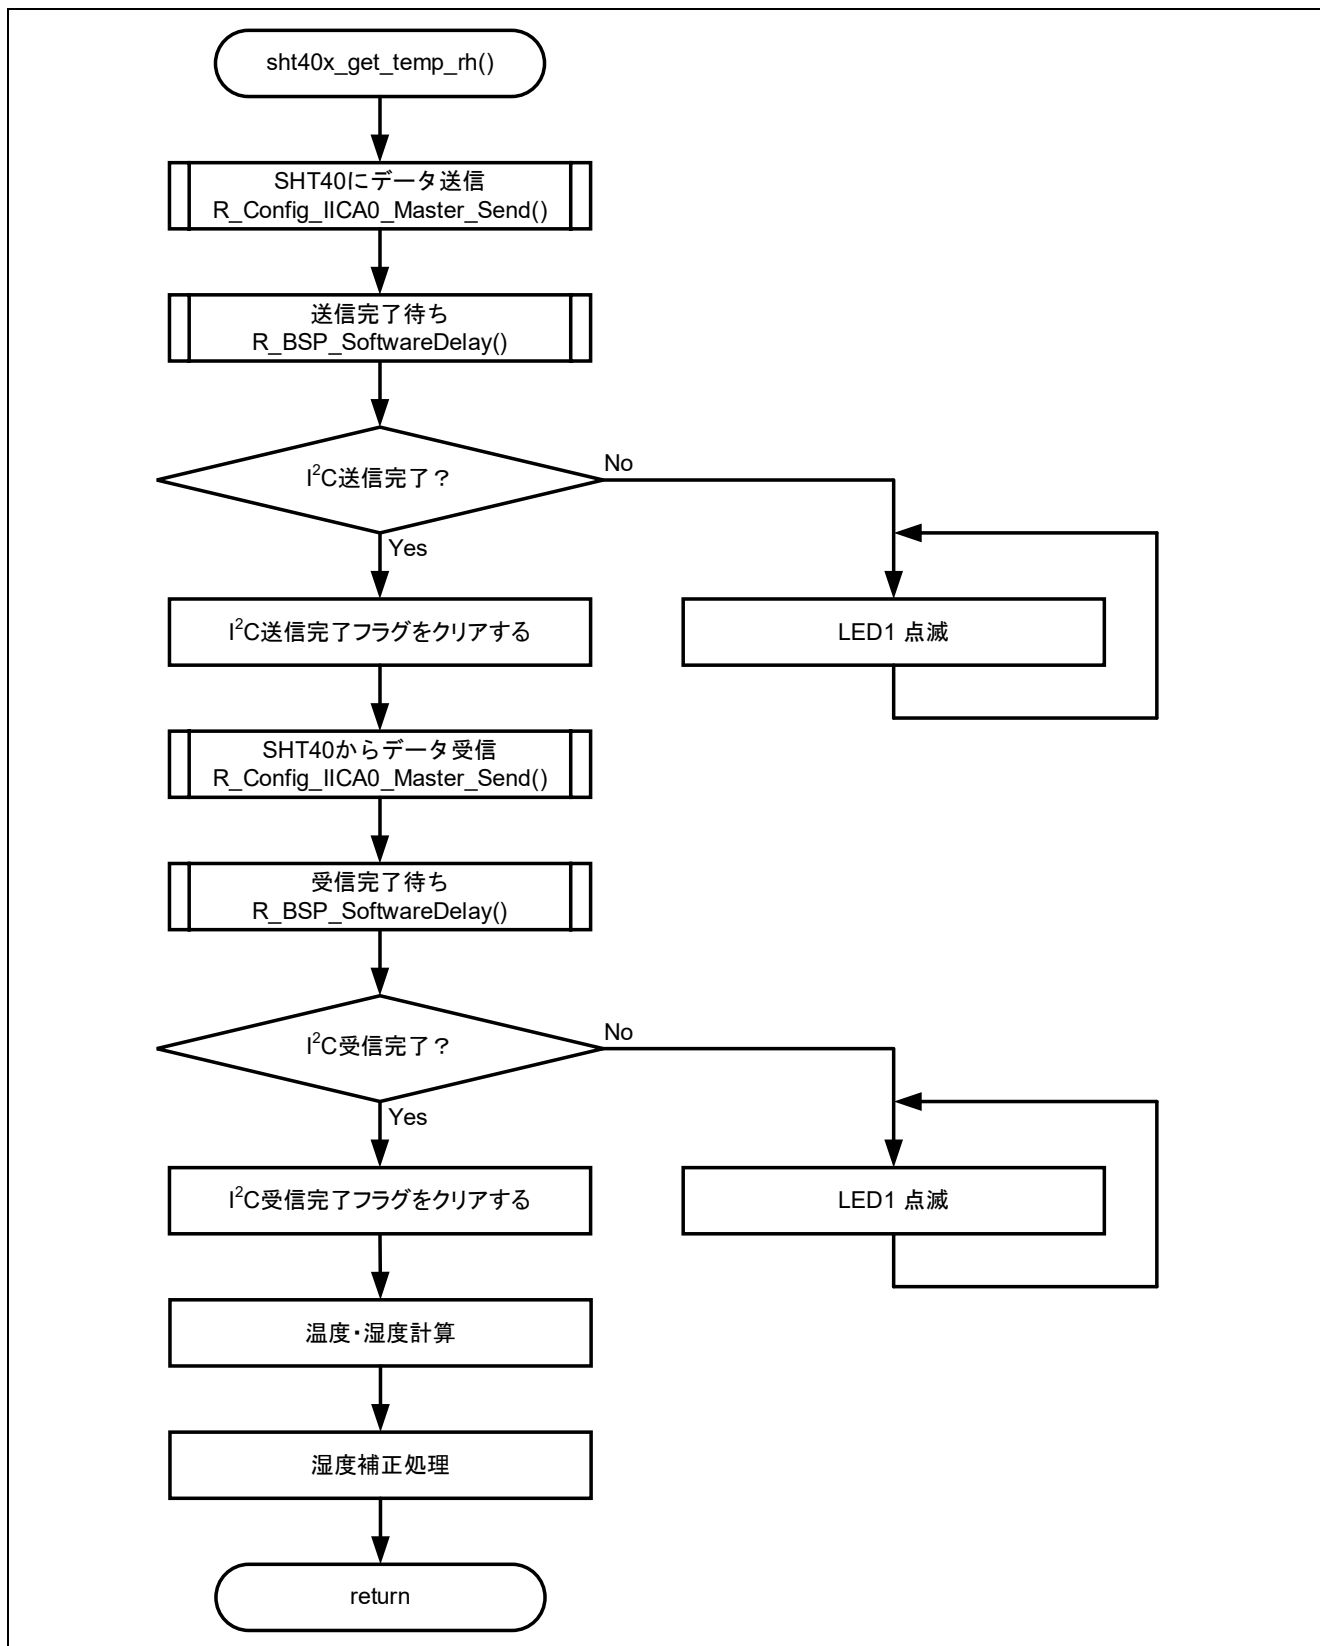 sht40x_get_temp_rh()
SHT40にデータ送信
R_Config_IICA0_Master_Send()
送信完了待ち
R_BSP_SoftwareDelay()
I²C送信完了？
No
Yes
I²C送信完了フラグをクリアする
LED1 点滅
SHT40からデータ受信
R_Config_IICA0_Master_Send()
受信完了待ち
R_BSP_SoftwareDelay()
I²C受信完了？
No
Yes
I²C受信完了フラグをクリアする
LED1 点滅
温度・湿度計算
湿度補正処理
return